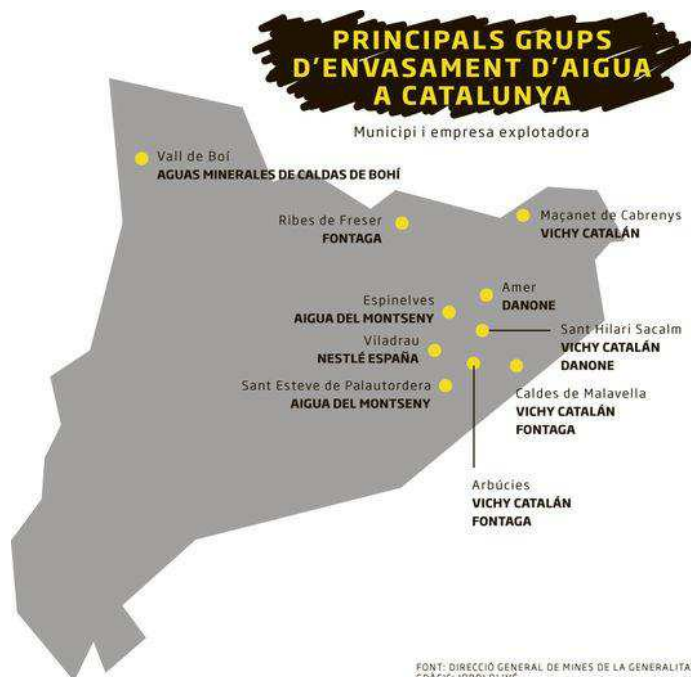 PRINCIPALS GRUPS
D'ENVASAMENT D'AIGUA
A CATALUNYA
Municipi i empresa explotadora
Vall de Boí
AGUAS MINERALES DE CALDAS DE BOHÍ
Ribes de Freser
FONTAGA
Maçanet de Cabrenys
VICHY CATALÁN
Amer
DANONE
Espinelves
AIGUA DEL MONTSENY
Sant Hilari Sacalm
VICHY CATALÁN
DANONE
Viladrau
NESTLÉ ESPAÑA
Sant Esteve de Palautordera
AIGUA DEL MONTSENY
Caldes de Malavella
VICHY CATALÁN
FONTAGA
Arbúcies
VICHY CATALÁN
FONTAGA
FONT: DIRECCIÓ GENERAL DE MINES DE LA GENERALITA